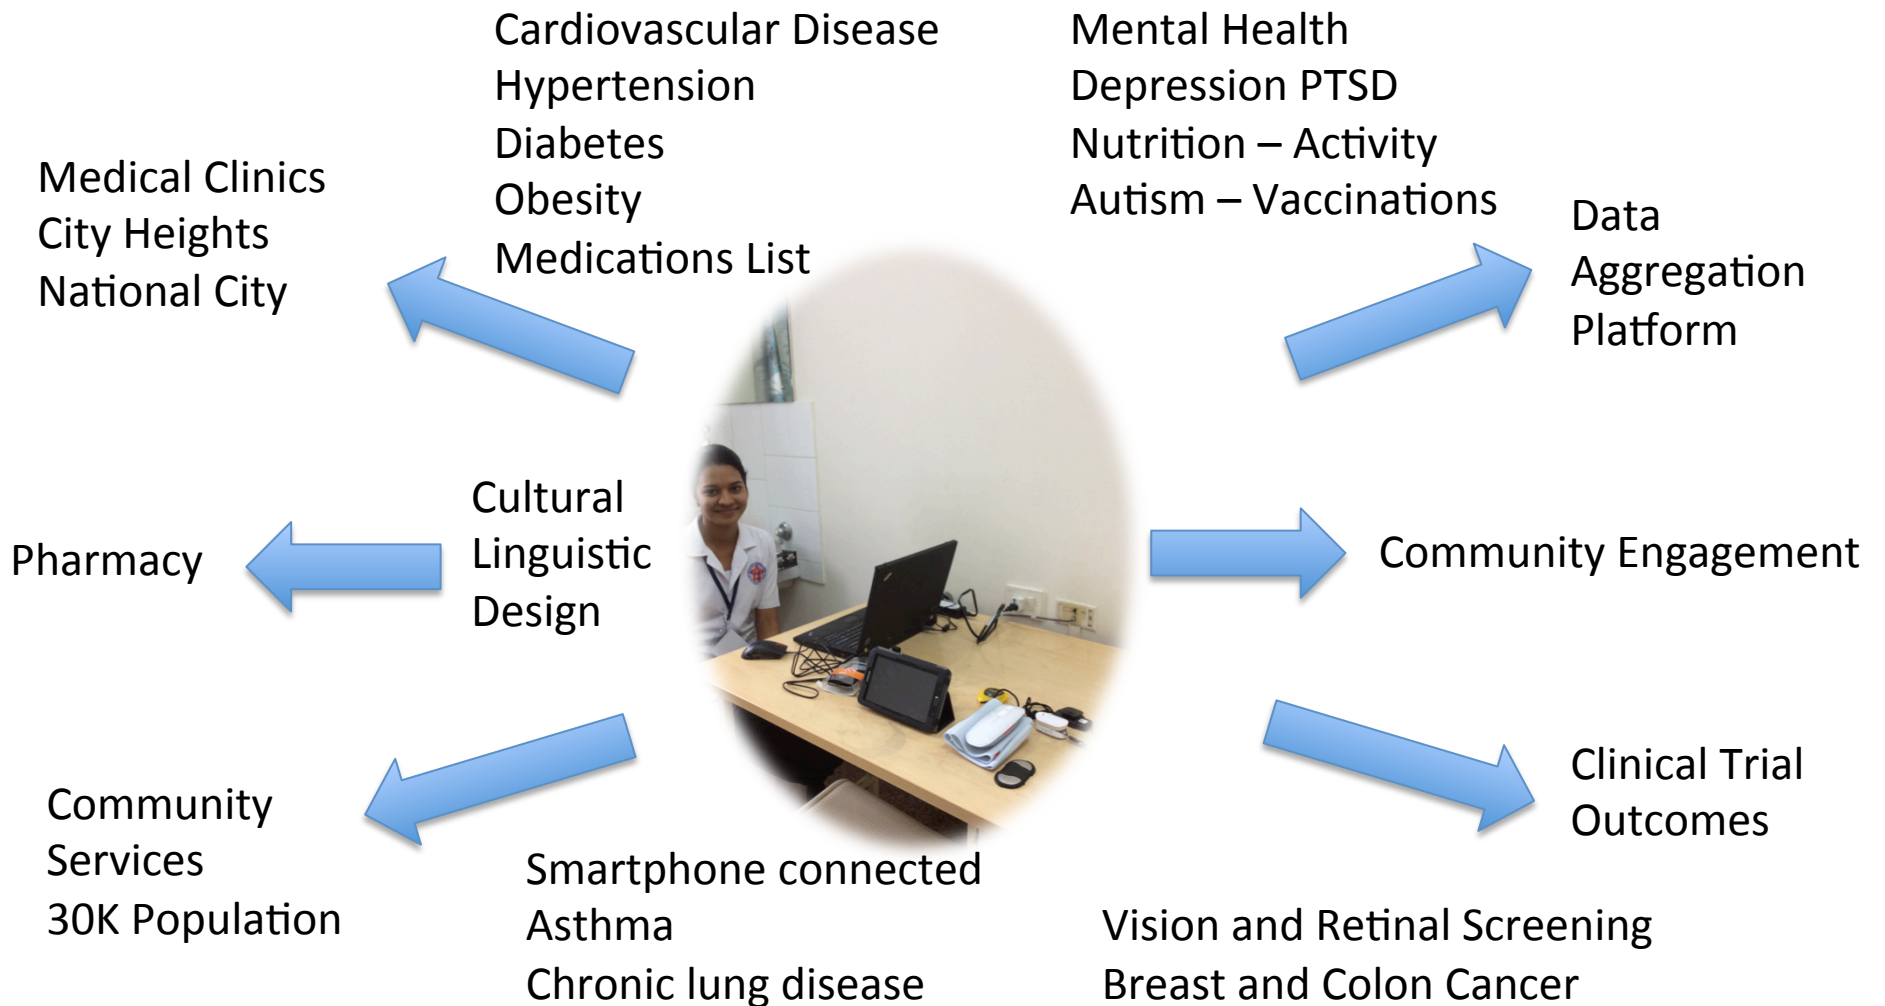 Cardiovascular Disease
Hypertension
Diabetes
Obesity
Medications List
Mental Health
Depression PTSD
Nutrition – Activity
Autism – Vaccinations
Medical Clinics
City Heights
National City
Data
Aggregation
Platform
Pharmacy
Cultural
Linguistic
Design
Community Engagement
Community
Services
30K Population
Clinical Trial
Outcomes
Smartphone connected
Asthma
Chronic lung disease
Vision and Retinal Screening
Breast and Colon Cancer